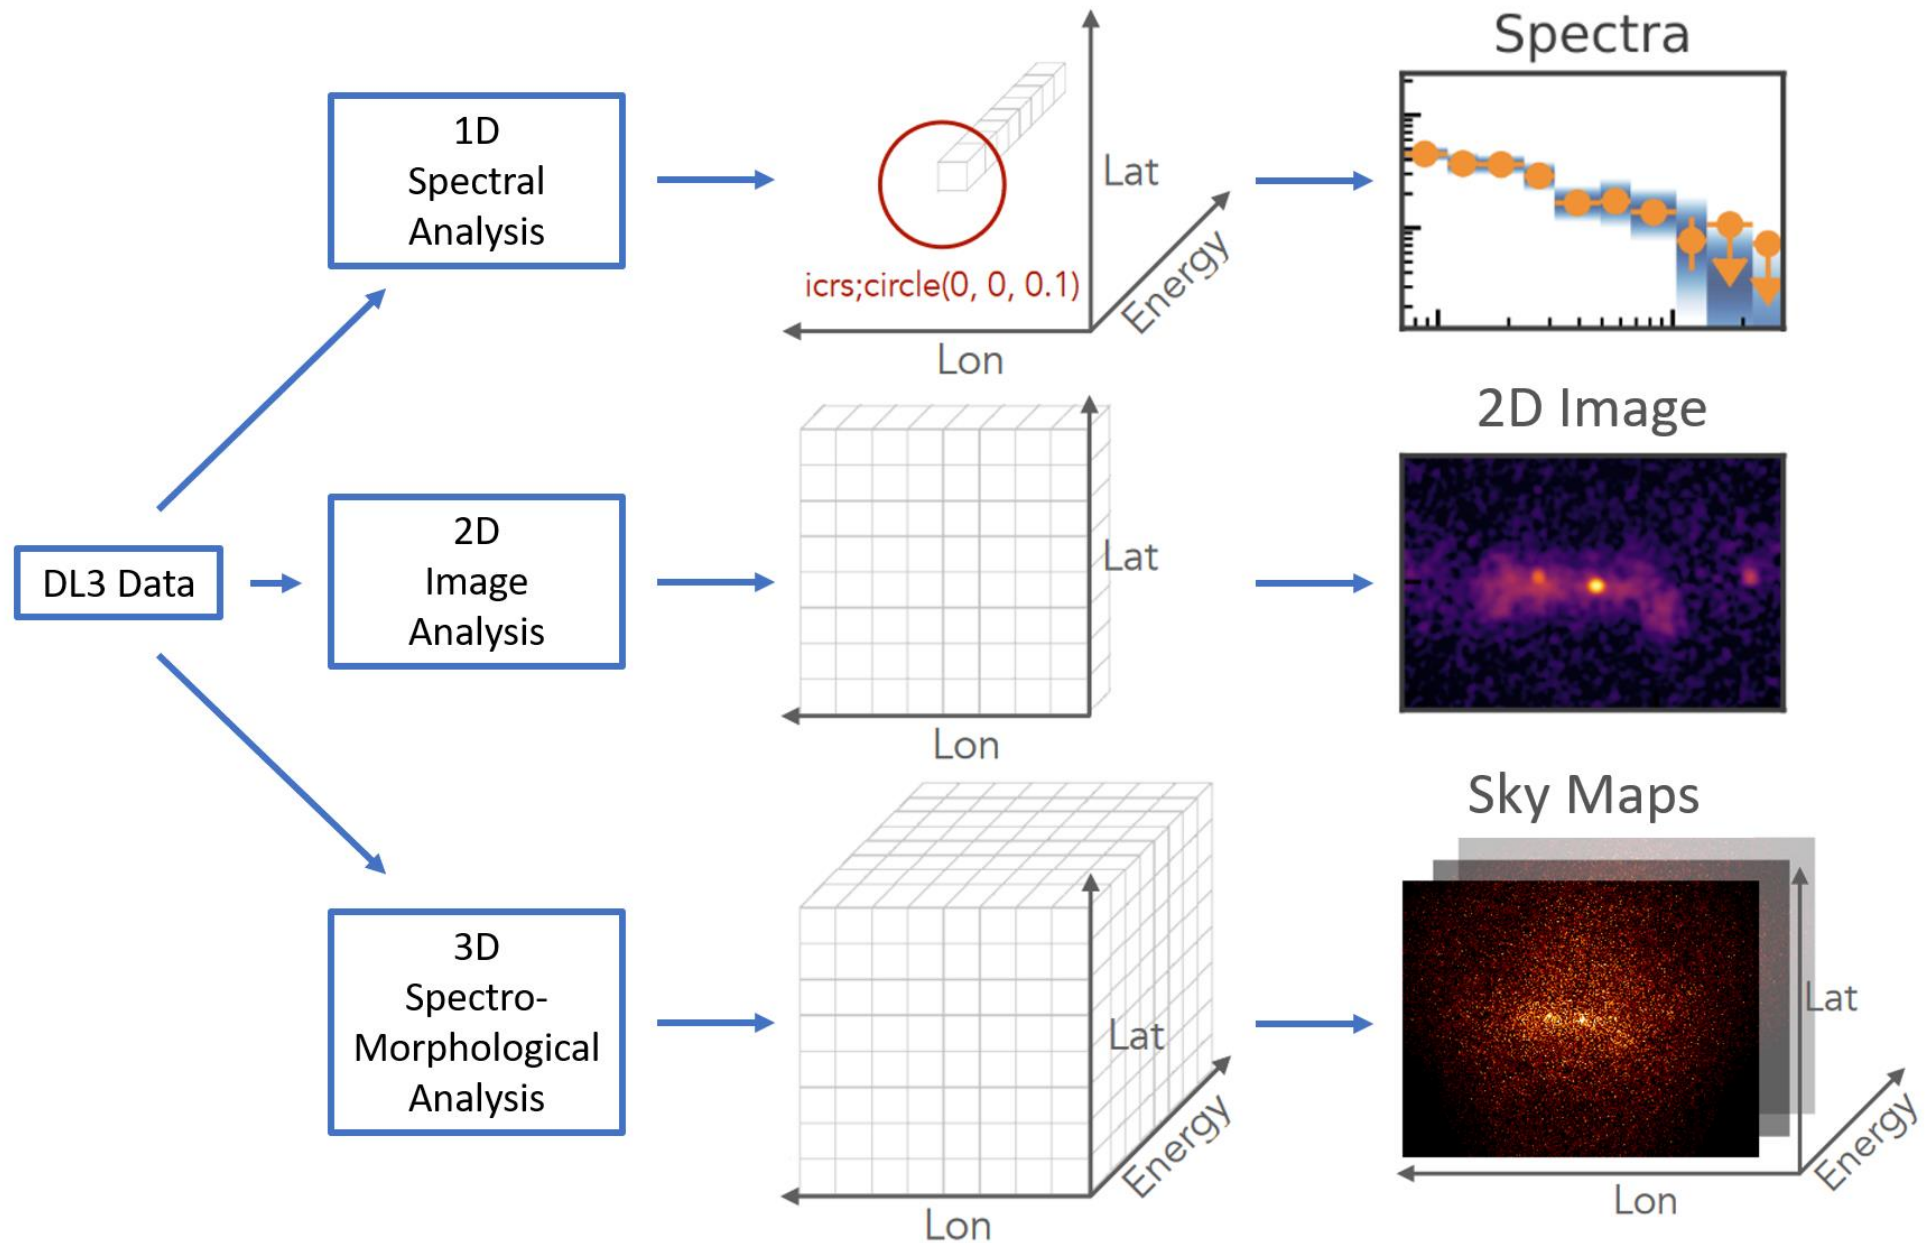 DL3 Data
1D
Spectral
Analysis
Lat
Energy
icrs;circle(0, 0, 0.1)
Lon
Spectra
2D
Image
Analysis
Lat
Lon
2D Image
3D
Spectro-
Morphological
Analysis
Lat
Energy
Lon
Sky Maps
Lat
Energy
Lon